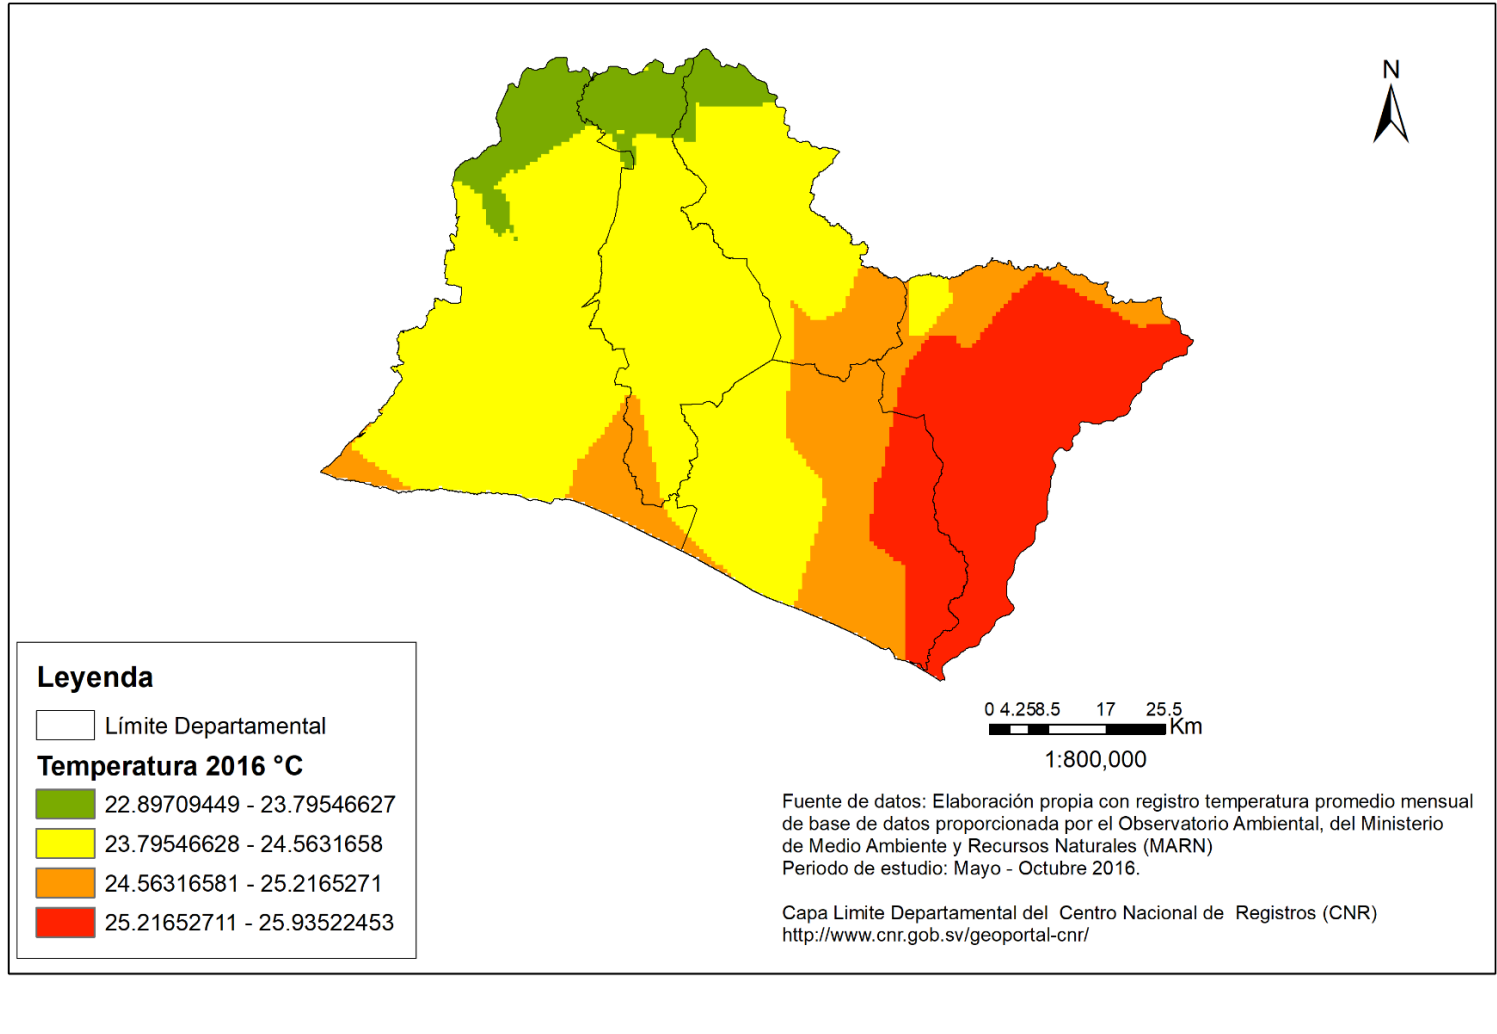 N
Leyenda
Límite Departamental
Temperatura 2016 °C
22.89709449 - 23.79546627
23.79546628 - 24.5631658
24.56316581 - 25.2165271
25.21652711 - 25.93522453
0 4.258.5 17 25.5
Km
1:800,000
Fuente de datos: Elaboración propia con registro temperatura promedio mensual
de base de datos proporcionada por el Observatorio Ambiental, del Ministerio
de Medio Ambiente y Recursos Naturales (MARN)
Periodo de estudio: Mayo - Octubre 2016.
Capa Limite Departamental del Centro Nacional de Registros (CNR)
http://www.cnr.gob.sv/geoportal-cnr/